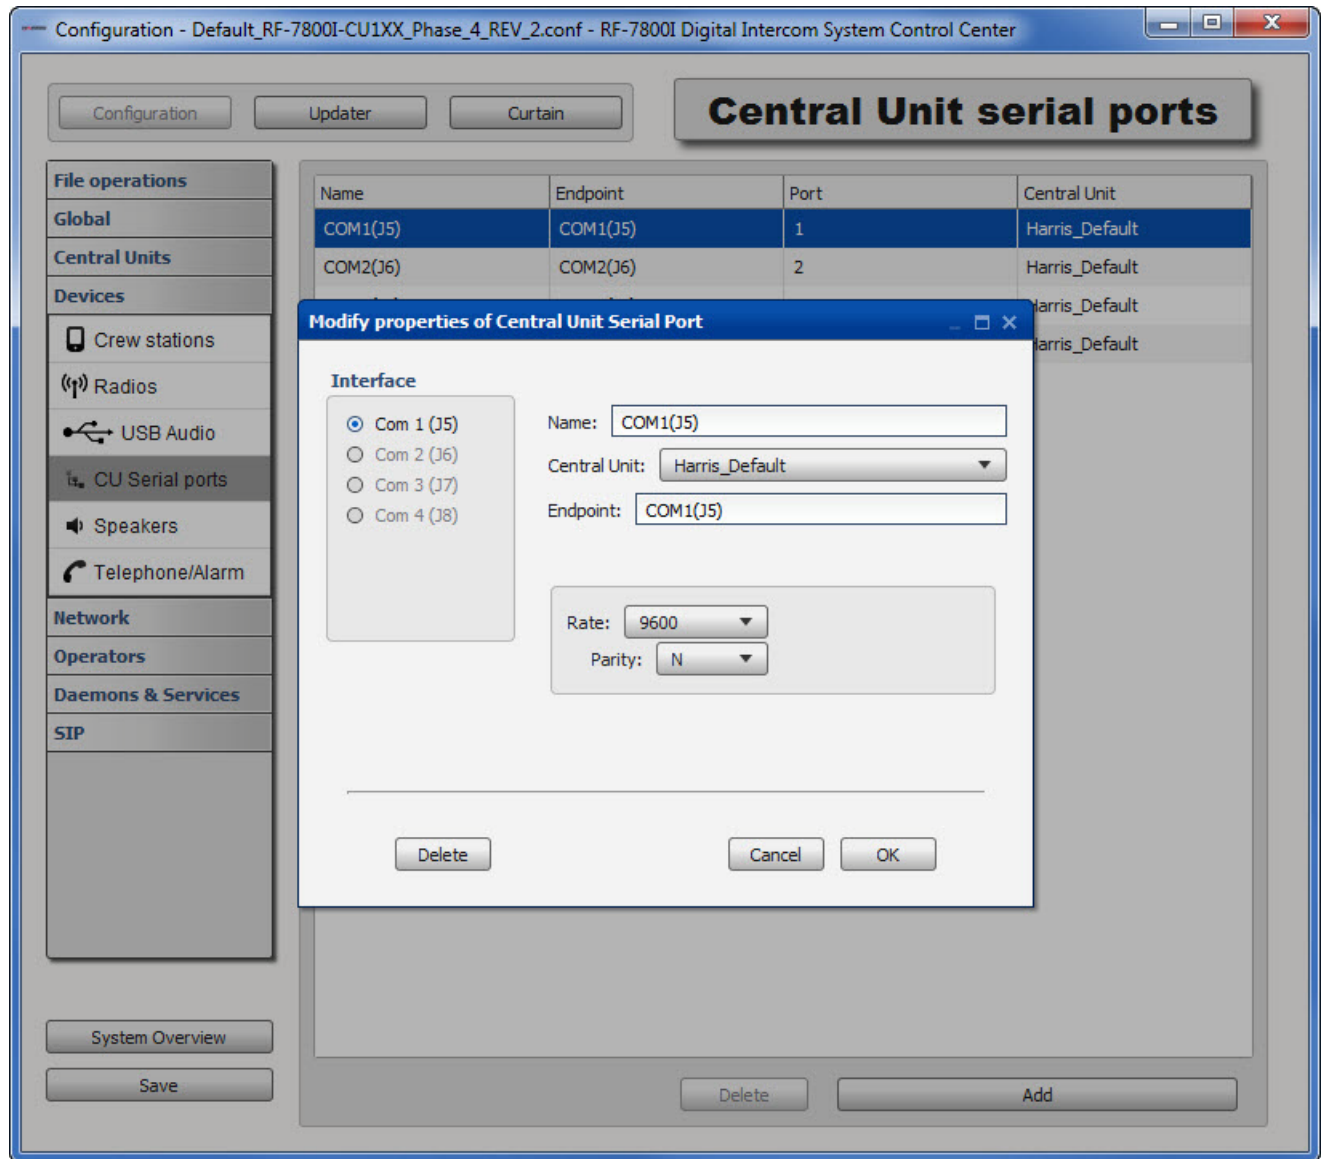 Configuration - Default_RF-7800I-CU1XX_Phase_4_REV_2.conf - RF-7800I Digital Intercom System Control Center
Configuration Updater Curtain
Central Unit serial ports
File operations
Global
Central Units
Devices
Crew stations
Radios
USB Audio
CU Serial ports
Speakers
Telephone/Alarm
Network
Operators
Daemons & Services
SIP
System Overview
Save
Name Endpoint Port Central Unit
COM1(J5) COM1(J5) 1 Harris_Default
COM2(J6) COM2(J6) 2 Harris_Default
Harris_Default
Harris_Default
Modify properties of Central Unit Serial Port
Interface
Com 1 (J5)
Com 2 (J6)
Com 3 (J7)
Com 4 (J8)
Name: COM1(J5)
Central Unit: Harris_Default
Endpoint: COM1(J5)
Rate: 9600
Parity: N
Delete Cancel OK
Delete Add